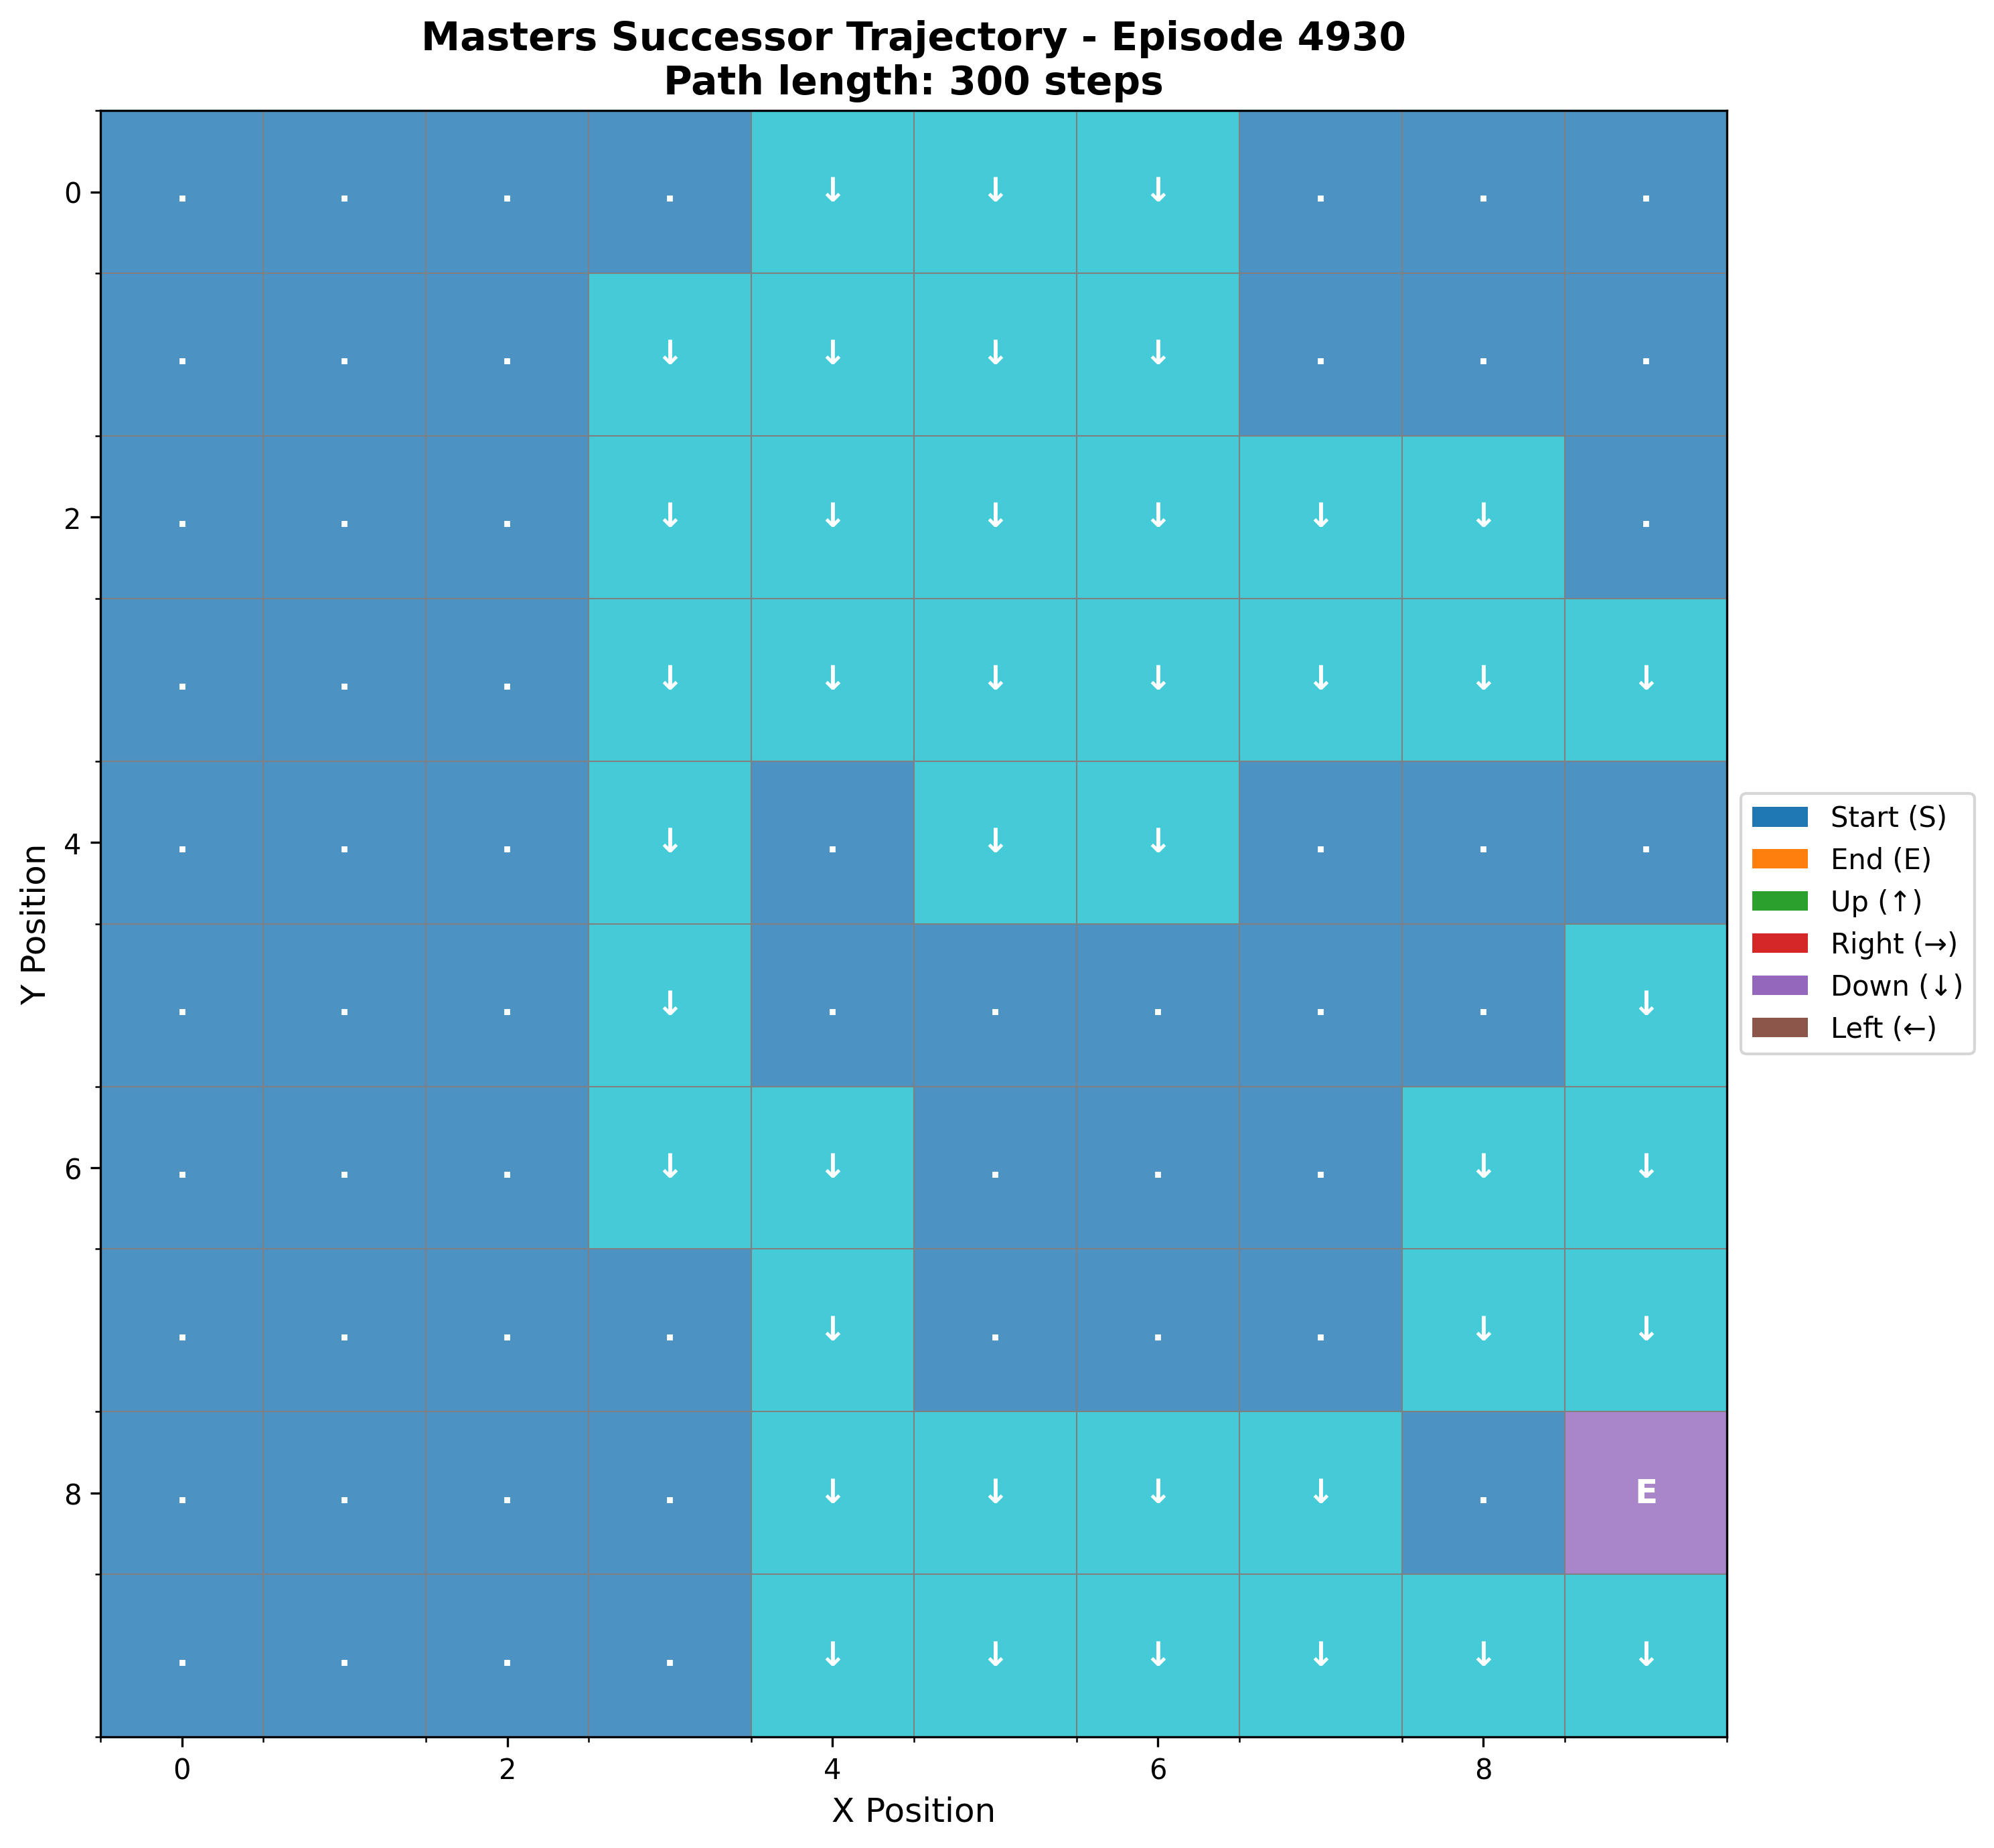 Masters Successor Trajectory - Episode 4930
Path length: 300 steps
0 . . . . ↓ ↓ ↓ . . .
. . . ↓ ↓ ↓ ↓ . . .
2 . . . ↓ ↓ ↓ ↓ ↓ ↓ .
. . . ↓ ↓ ↓ ↓ ↓ ↓ ↓
4 . . . ↓ . ↓ ↓ . . .
. . . ↓ . . . . . ↓
6 . . . ↓ ↓ . . . ↓ ↓
. . . . ↓ . . . ↓ ↓
8 . . . . ↓ ↓ ↓ ↓ . E
. . . . ↓ ↓ ↓ ↓ ↓ ↓
0 2 4 6 8
X Position
Y Position
Start (S)
End (E)
Up (↑)
Right (→)
Down (↓)
Left (←)